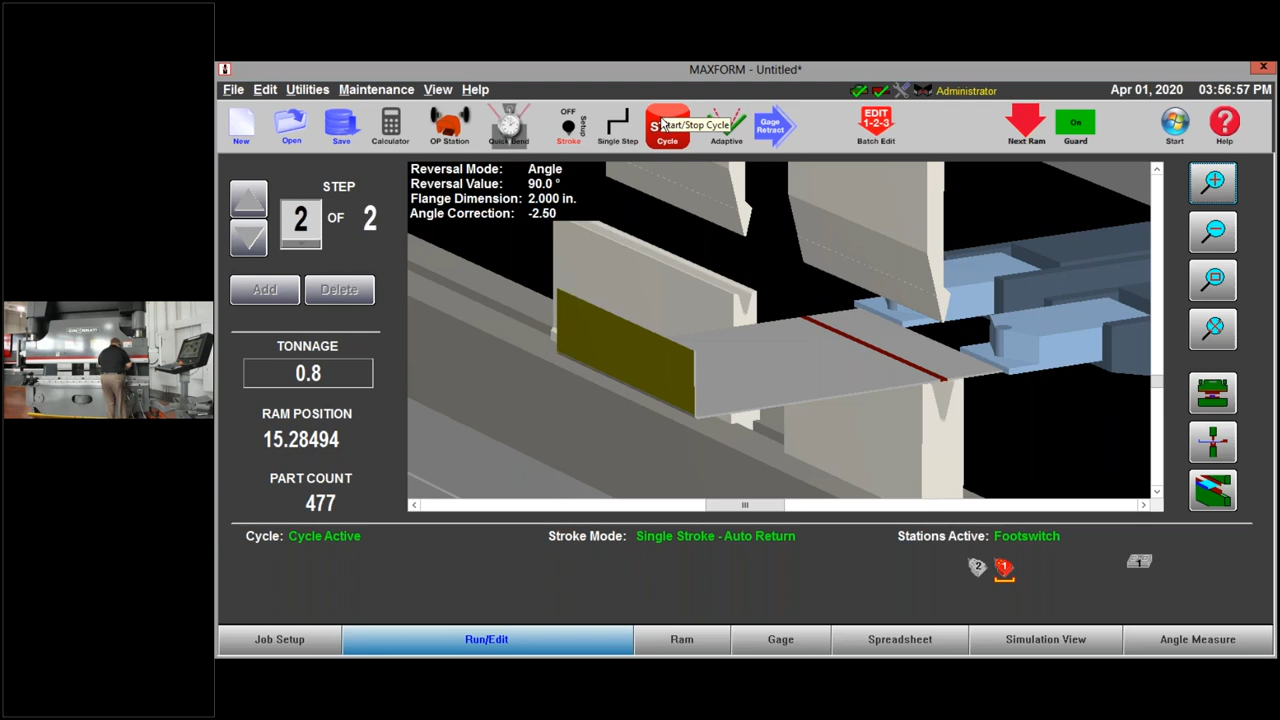 MAXFORM - Untitled*
X
File Edit Utilities Maintenance View Help
Administrator
Apr 01, 2020 03:56:57 PM
New
Open
Save
Calculator
OP Station
Quick Bend
OFF
Setup
Stroke
Single Step
Cycle
Start/Stop Cycle
Adaptive
Gage
Retract
EDIT
1-2-3
Batch Edit
Next Ram
On
Guard
Start
Help
STEP
2 OF 2
Add Delete
TONNAGE
0.8
RAM POSITION
15.28494
PART COUNT
477
Reversal Mode: Angle
Reversal Value: 90.0 °
Flange Dimension: 2.000 in.
Angle Correction: -2.50
Cycle: Cycle Active
Stroke Mode: Single Stroke - Auto Return
Stations Active: Footswitch
2 1 1
Job Setup Run/Edit Ram Gage Spreadsheet Simulation View Angle Measure
CINCINNATI